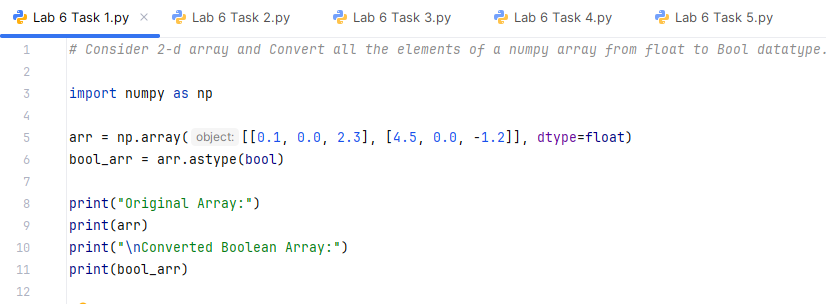 Lab 6 Task 1.py × Lab 6 Task 2.py Lab 6 Task 3.py Lab 6 Task 4.py Lab 6 Task 5.py
1 # Consider 2-d array and Convert all the elements of a numpy array from float to Bool datatype.
2
3 import numpy as np
4
5 arr = np.array( object: [[0.1, 0.0, 2.3], [4.5, 0.0, -1.2]], dtype=float)
6 bool_arr = arr.astype(bool)
7
8 print("Original Array:")
9 print(arr)
10 print("\nConverted Boolean Array:")
11 print(bool_arr)
12